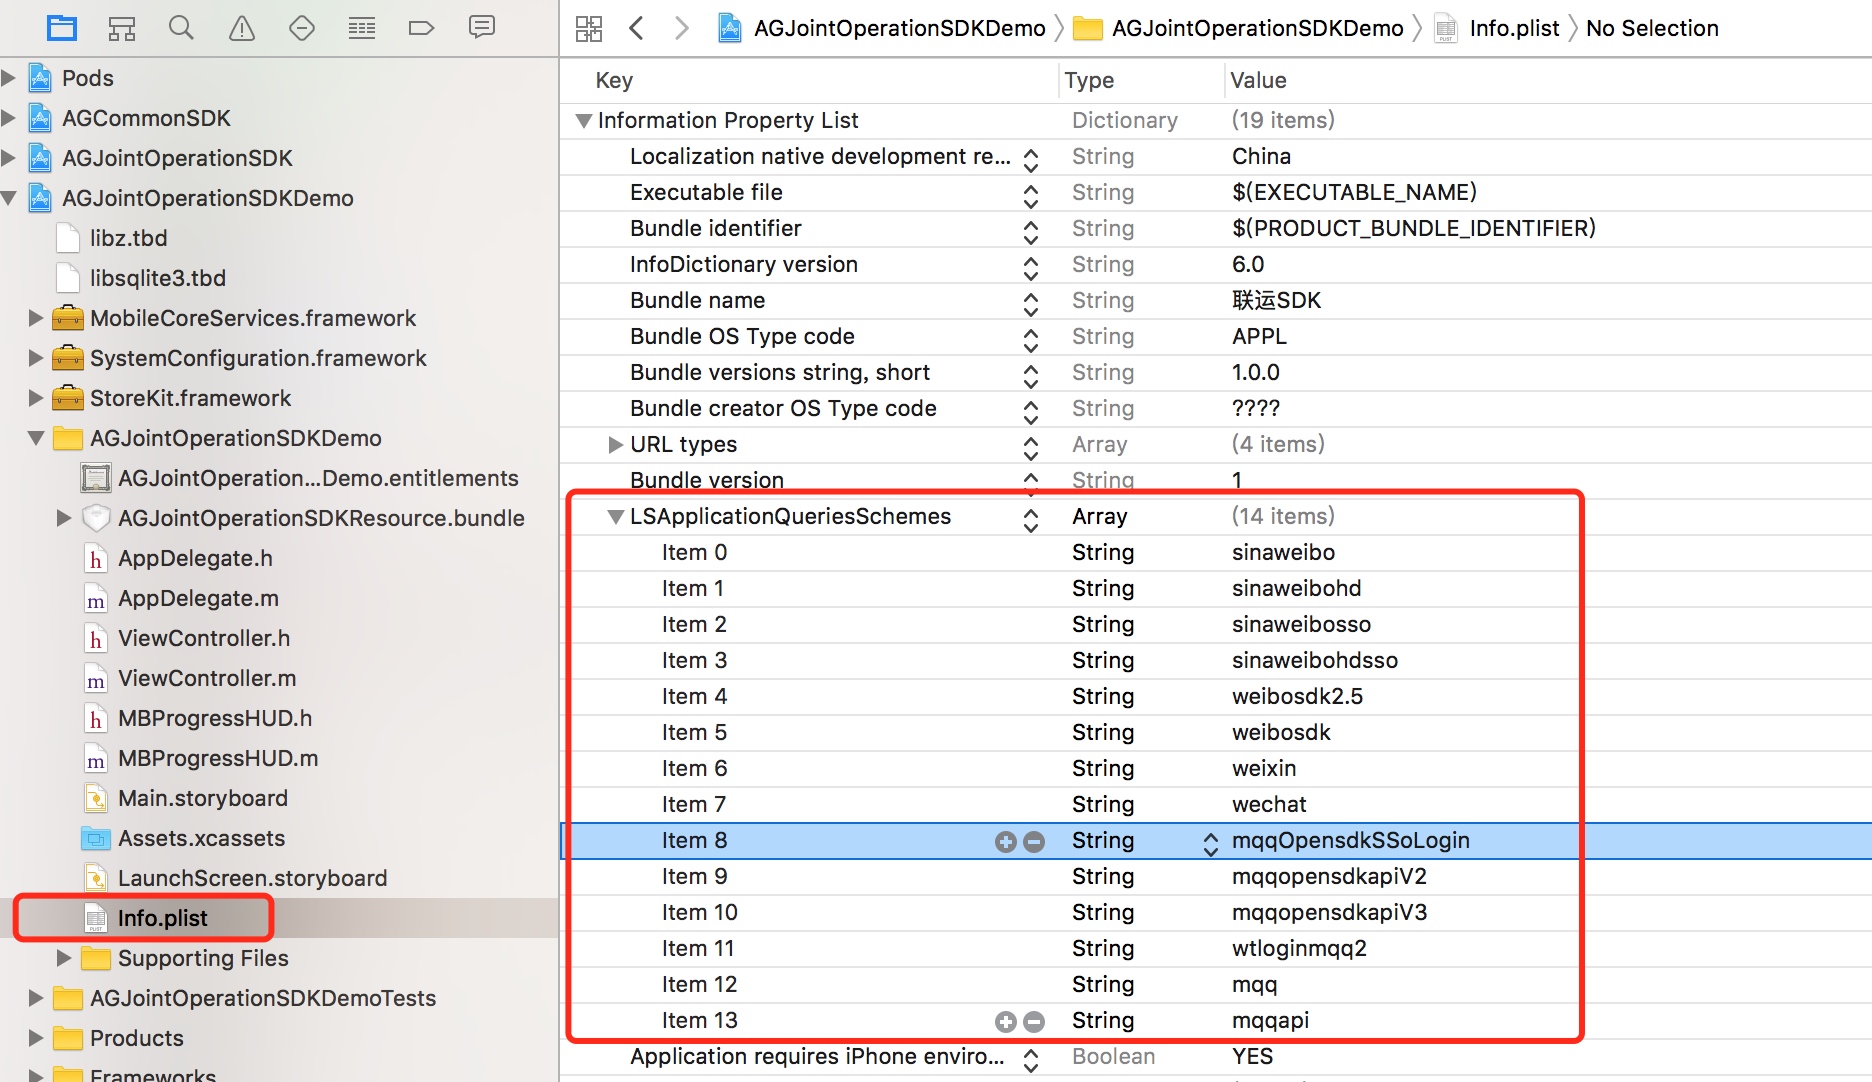 AGJointOperationSDKDemo AGJointOperationSDKDemo Info.plist No Selection
Pods
AGCommonSDK
AGJointOperationSDK
AGJointOperationSDKDemo
libz.tbd
libsqlite3.tbd
MobileCoreServices.framework
SystemConfiguration.framework
StoreKit.framework
AGJointOperationSDKDemo
AGJointOperation...Demo.entitlements
AGJointOperationSDKResource.bundle
AppDelegate.h
AppDelegate.m
ViewController.h
ViewController.m
MBProgressHUD.h
MBProgressHUD.m
Main.storyboard
Assets.xcassets
LaunchScreen.storyboard
Info.plist
Supporting Files
AGJointOperationSDKDemoTests
Products
Frameworks
Key Type Value
Information Property List Dictionary (19 items)
Localization native development re... String China
Executable file String $(EXECUTABLE_NAME)
Bundle identifier String $(PRODUCT_BUNDLE_IDENTIFIER)
InfoDictionary version String 6.0
Bundle name String 联运SDK
Bundle OS Type code String APPL
Bundle versions string, short String 1.0.0
Bundle creator OS Type code String ????
URL types Array (4 items)
Bundle version String 1
LSApplicationQueriesSchemes Array (14 items)
Item 0 String sinaweibo
Item 1 String sinaweibohd
Item 2 String sinaweibosso
Item 3 String sinaweibohdsso
Item 4 String weibosdk2.5
Item 5 String weibosdk
Item 6 String weixin
Item 7 String wechat
Item 8 String mqqOpensdkSSoLogin
Item 9 String mqqopensdkapiV2
Item 10 String mqqopensdkapiV3
Item 11 String wtloginmqq2
Item 12 String mqq
Item 13 String mqqapi
Application requires iPhone enviro... Boolean YES